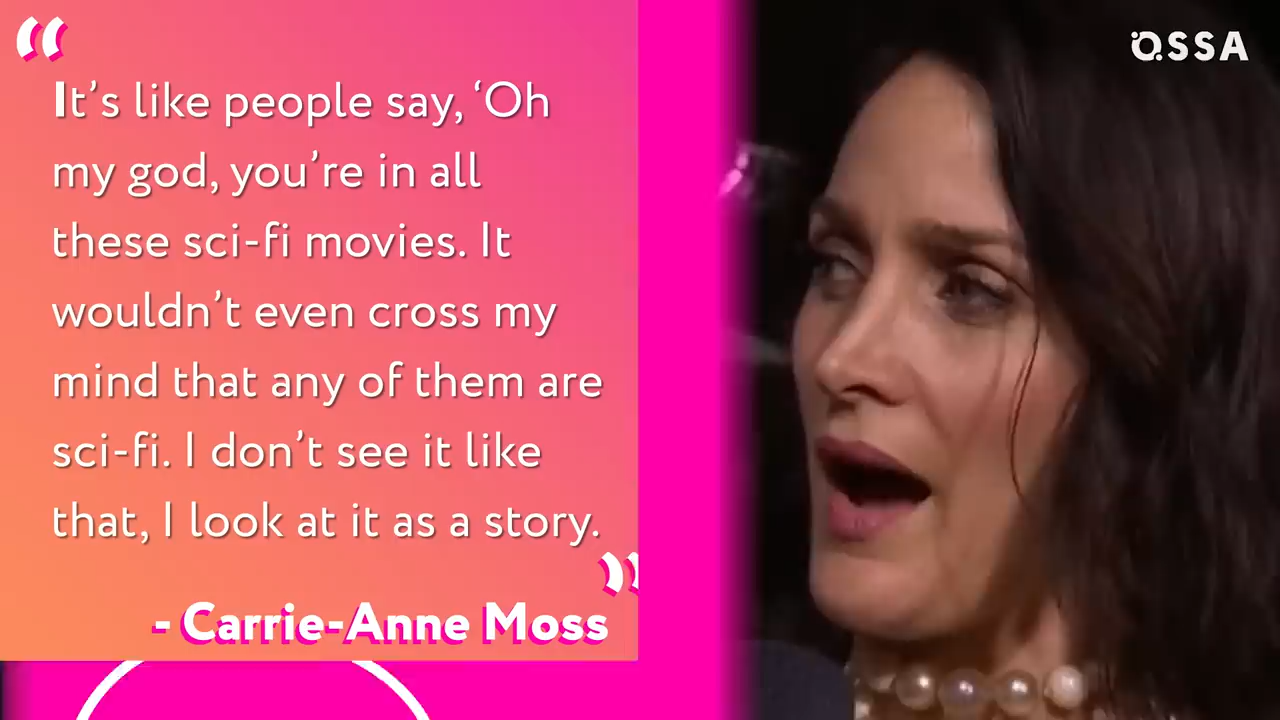 “
It’s like people say, ‘Oh
my god, you’re in all
these sci-fi movies. It
wouldn’t even cross my
mind that any of them are
sci-fi. I don’t see it like
that, I look at it as a story.
”
- Carrie-Anne Moss
OSSA